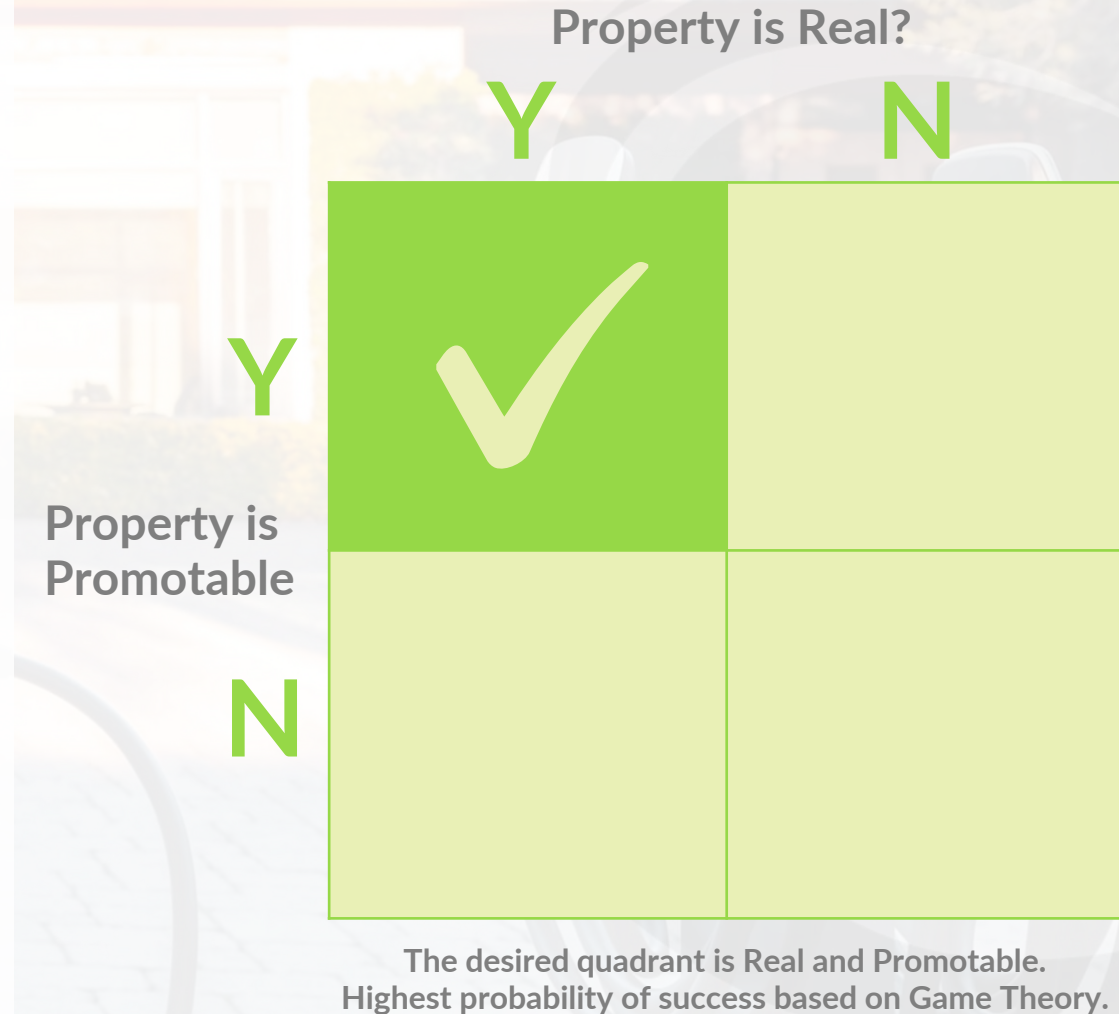 Property is Real?
Y N
Y
Property is
Promotable
N
The desired quadrant is Real and Promotable.
Highest probability of success based on Game Theory.